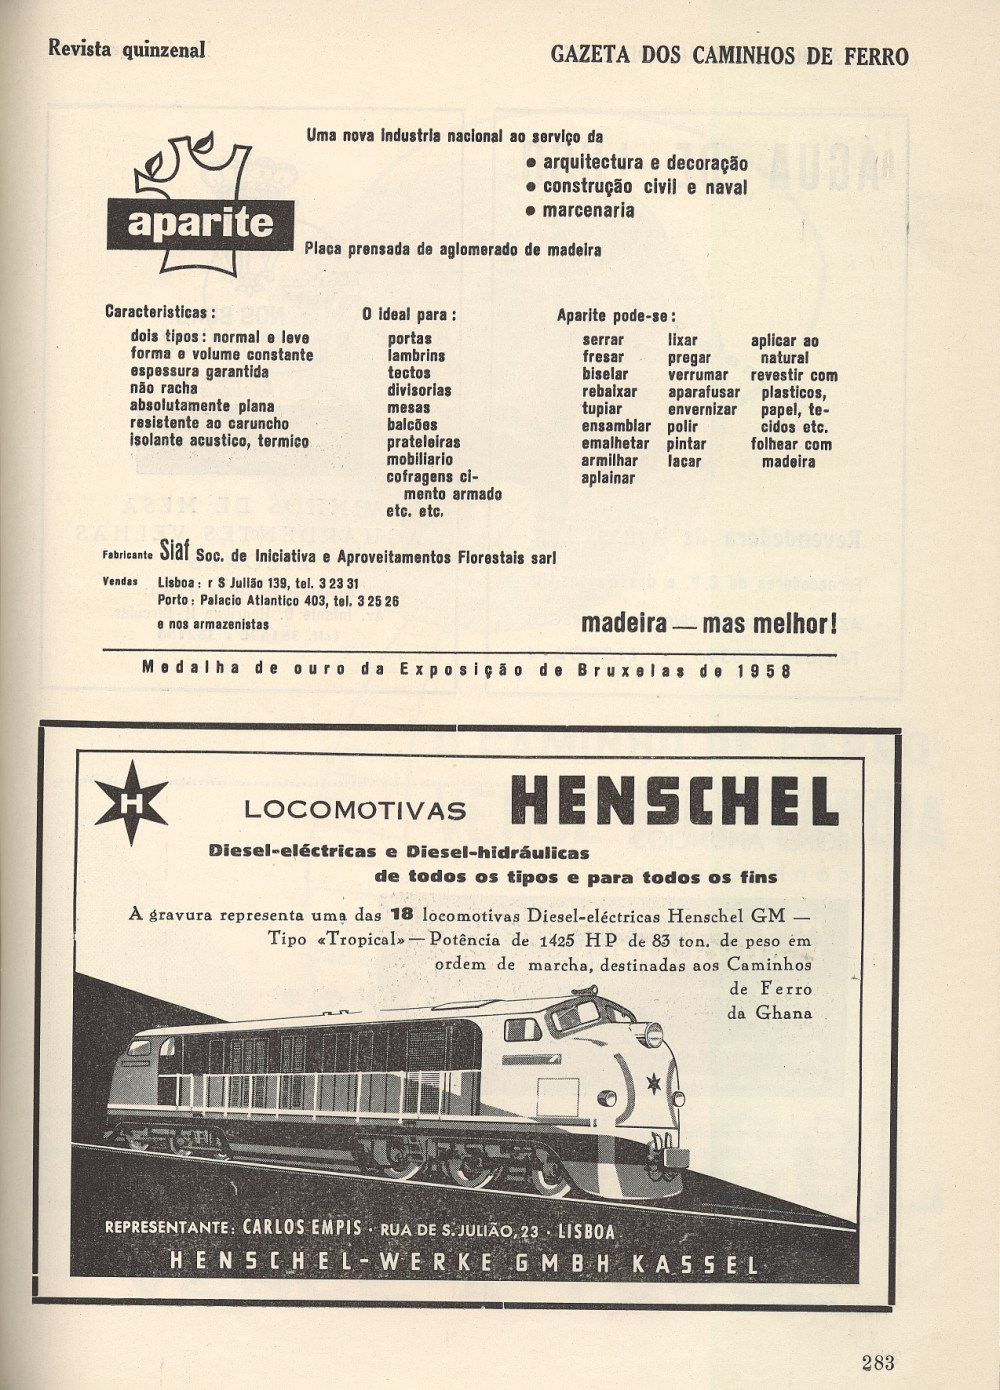 Revista quinzenal
GAZETA DOS CAMINHOS DE FERRO
aparite
Uma nova industria nacional ao serviço da
• arquitectura e decoração
• construção civil e naval
• marcenaria
Placa prensada de aglomerado de madeira
Caracteristicas :
dois tipos : normal e leve
forma e volume constante
espessura garantida
não racha
absolutamente plana
resistente ao caruncho
isolante acustico, termico
O ideal para :
portas
lambrins
tectos
divisorias
mesas
balcões
prateleiras
mobiliario
cofragens ci-
mento armado
etc. etc.
Aparite pode-se :
serrar
fresar
biselar
rebaixar
tupiar
ensamblar
emalhetar
armilhar
aplainar
lixar
pregar
verrumar
aparafusar
envernizar
polir
pintar
lacar
aplicar ao
natural
revestir com
plasticos,
papel, te-
cidos etc.
folhear com
madeira
Fabricante Siaf Soc. de Iniciativa e Aproveitamentos Florestais sarl
Vendas Lisboa : r S Julião 139, tel. 3 23 31
Porto : Palacio Atlantico 403, tel. 3 25 26
e nos armazenistas
madeira — mas melhor!
Medalha de ouro da Exposição de Bruxelas de 1958
H
LOCOMOTIVAS HENSCHEL
Diesel-eléctricas e Diesel-hidráulicas
de todos os tipos e para todos os fins
A gravura representa uma das 18 locomotivas Diesel-eléctricas Henschel GM —
Tipo «Tropical» — Potência de 1425 HP de 83 ton. de peso em
ordem de marcha, destinadas aos Caminhos
de Ferro
da Ghana
REPRESENTANTE: CARLOS EMPIS · RUA DE S. JULIÃO, 23 · LISBOA
HENSCHEL-WERKE GMBH KASSEL
283